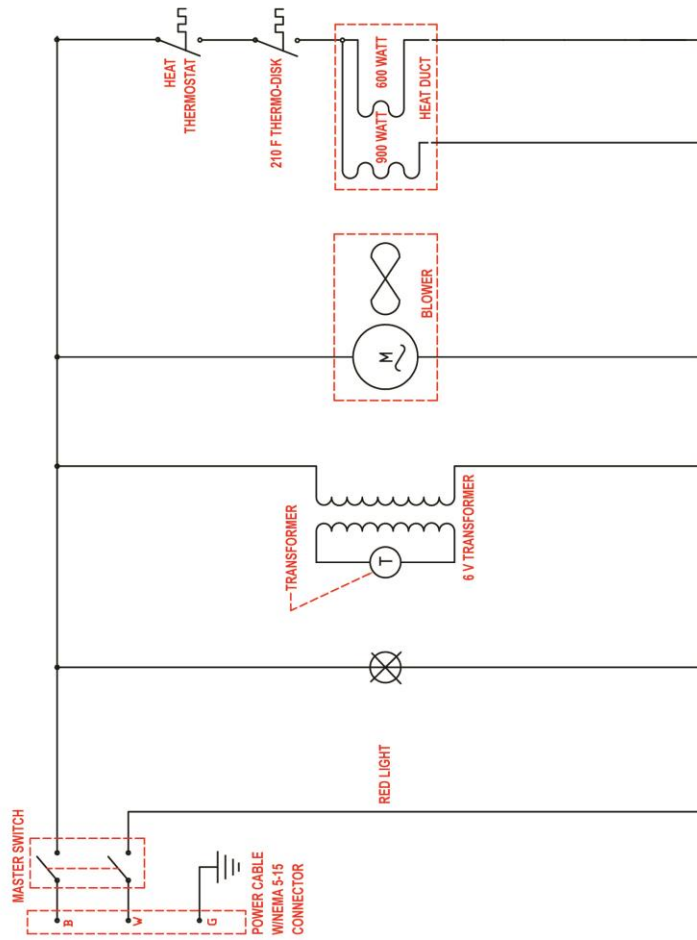 MASTER SWITCH
B
W
G
POWER CABLE
W/NEMA 5-15
CONNECTOR
RED LIGHT
TRANSFORMER
T
6 V TRANSFORMER
M
BLOWER
HEAT
THERMOSTAT
210 F THERMO-DISK
900 WATT
600 WATT
HEAT DUCT